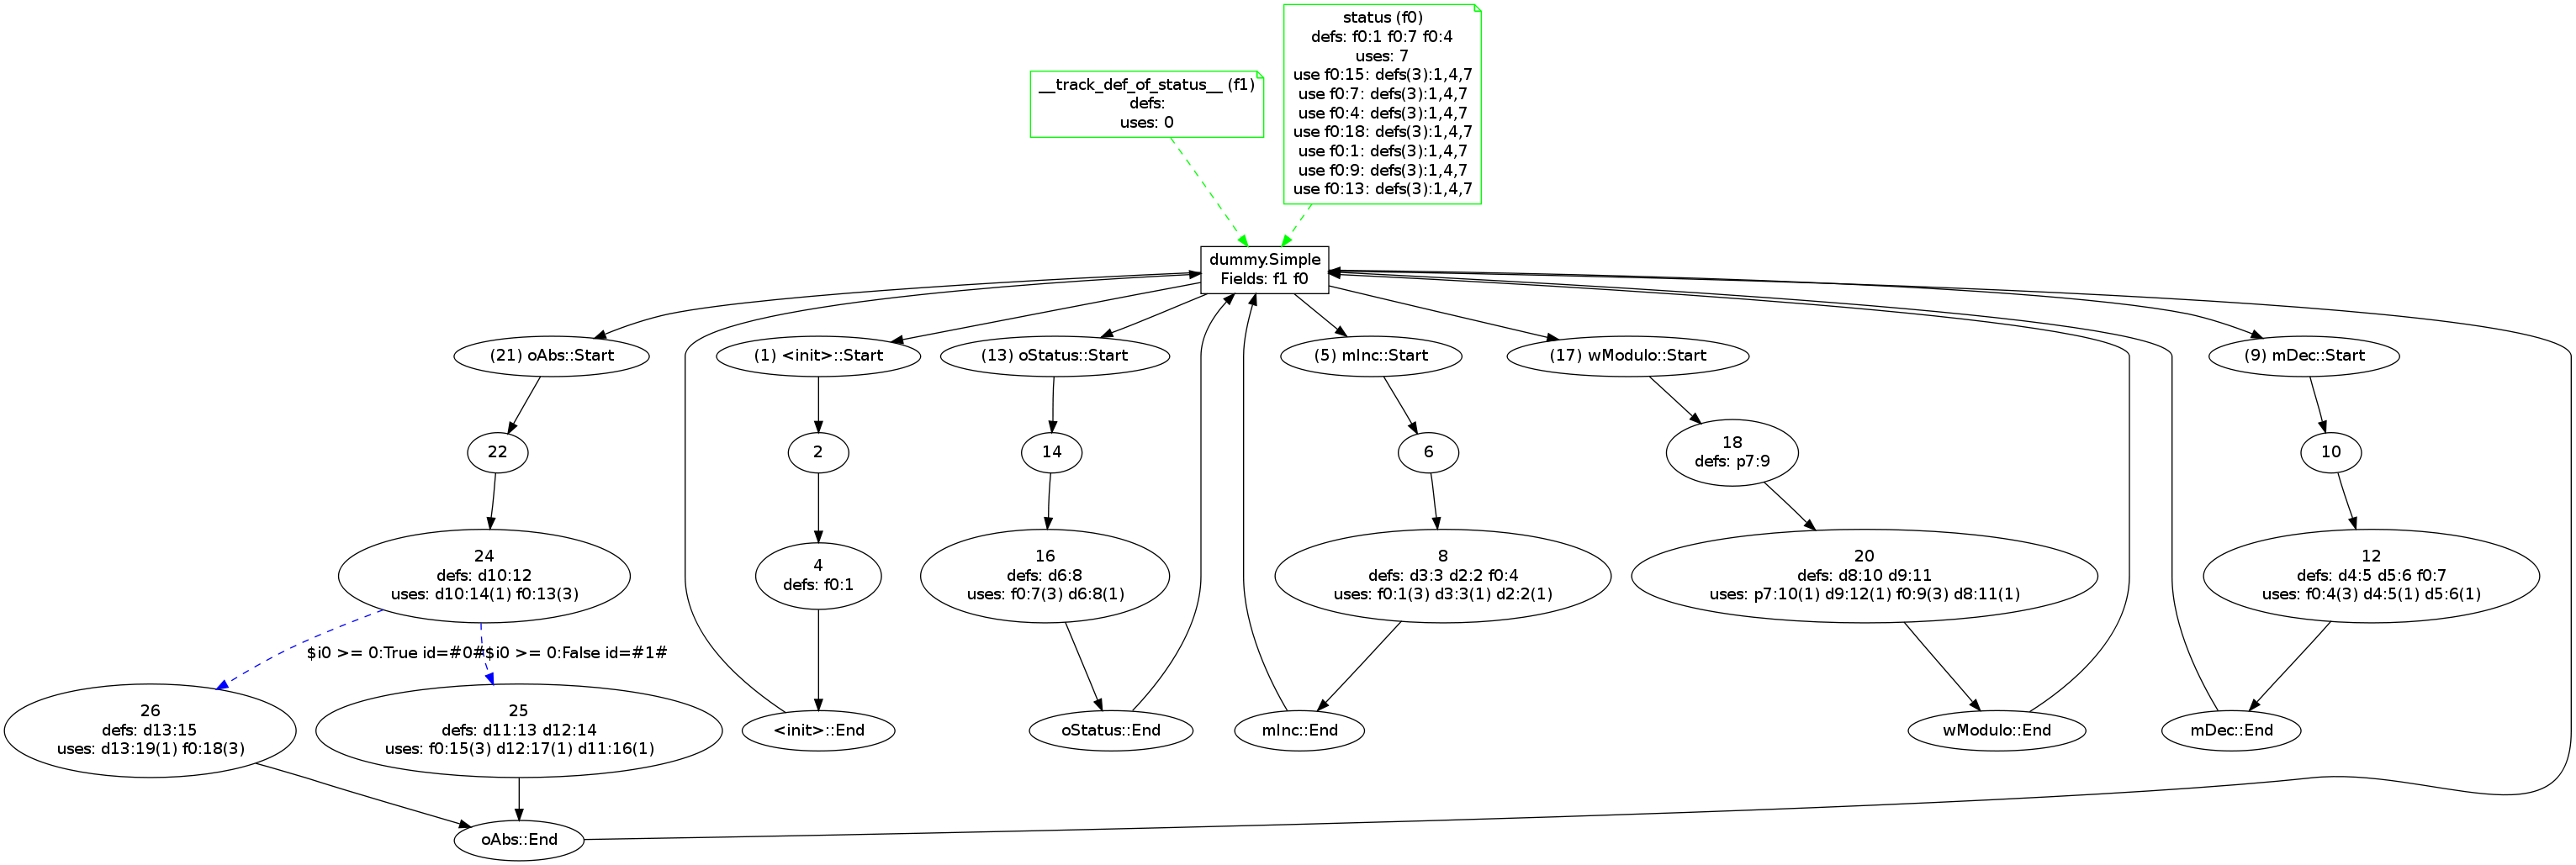 status (f0)
defs: f0:1 f0:7 f0:4
uses: 7
use f0:15: defs(3):1,4,7
use f0:7: defs(3):1,4,7
use f0:4: defs(3):1,4,7
use f0:18: defs(3):1,4,7
use f0:1: defs(3):1,4,7
use f0:9: defs(3):1,4,7
use f0:13: defs(3):1,4,7
__track_def_of_status__ (f1)
defs:
uses: 0
dummy.Simple
Fields: f1 f0
(21) oAbs::Start
(1) <init>::Start
(13) oStatus::Start
(5) mInc::Start
(17) wModulo::Start
(9) mDec::Start
22
2
14
6
18
defs: p7:9
10
24
defs: d10:12
uses: d10:14(1) f0:13(3)
4
defs: f0:1
16
defs: d6:8
uses: f0:7(3) d6:8(1)
8
defs: d3:3 d2:2 f0:4
uses: f0:1(3) d3:3(1) d2:2(1)
20
defs: d8:10 d9:11
uses: p7:10(1) d9:12(1) f0:9(3) d8:11(1)
12
defs: d4:5 d5:6 f0:7
uses: f0:4(3) d4:5(1) d5:6(1)
$i0 >= 0:True id=#0#
$i0 >= 0:False id=#1#
26
defs: d13:15
uses: d13:19(1) f0:18(3)
25
defs: d11:13 d12:14
uses: f0:15(3) d12:17(1) d11:16(1)
<init>::End
oStatus::End
mInc::End
wModulo::End
mDec::End
oAbs::End